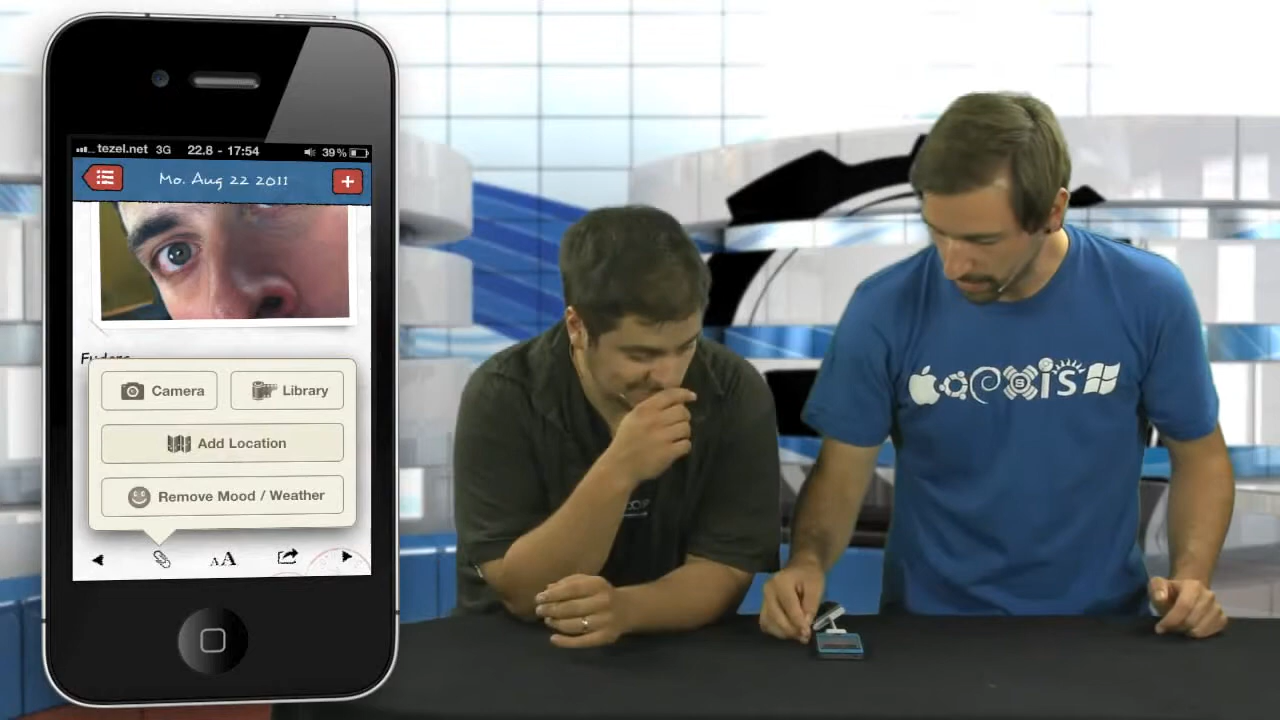 tezel.net 3G 22.8 - 17:54 39%
Mo. Aug 22 2011
Camera
Library
Add Location
Remove Mood / Weather
AA